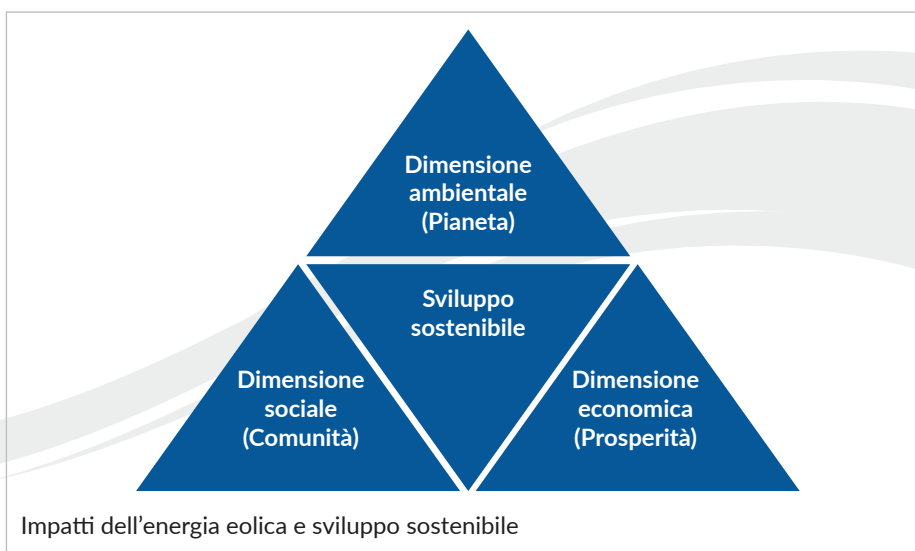 Dimensione
ambientale
(Pianeta)
Sviluppo
sostenibile
Dimensione
sociale
(Comunità)
Dimensione
economica
(Prosperità)
Impatti dell'energia eolica e sviluppo sostenibile